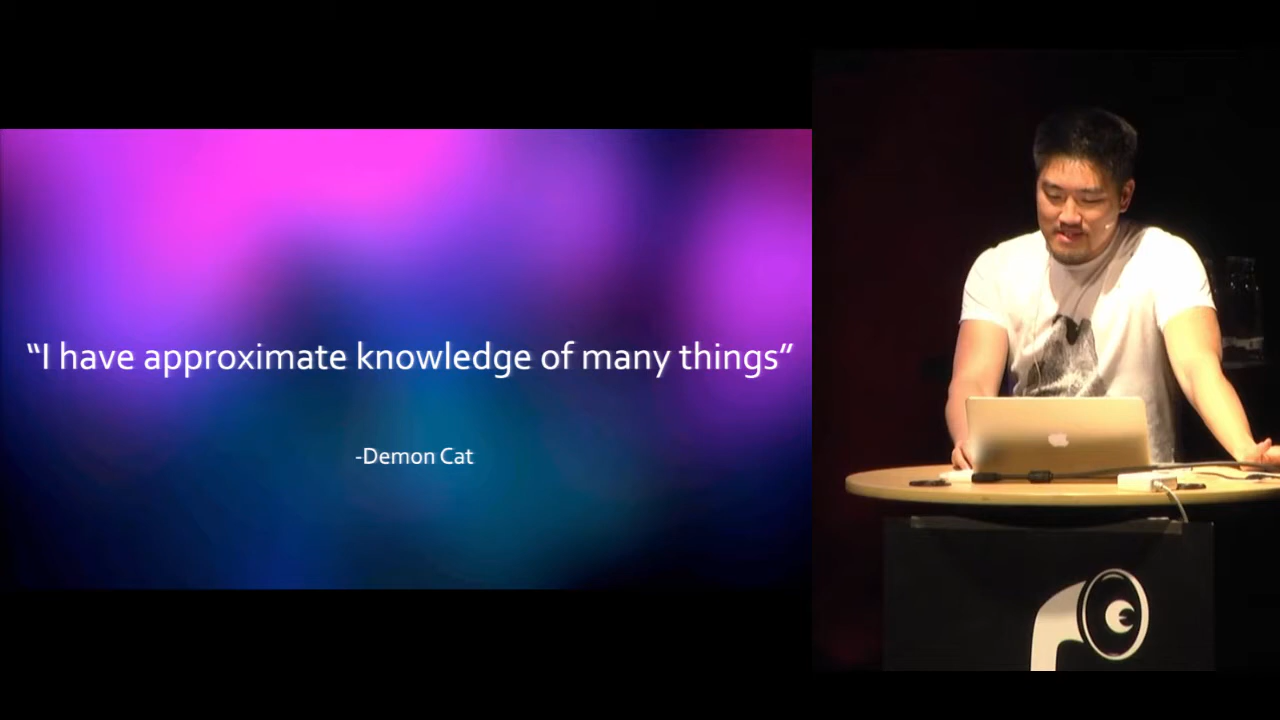 “I have approximate knowledge of many things”
-Demon Cat